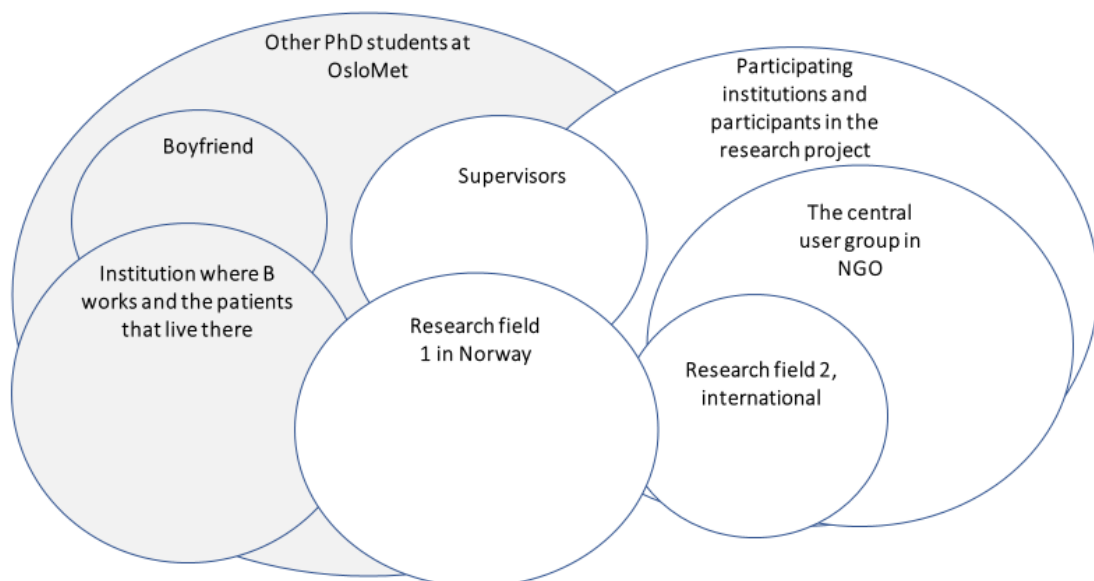 Other PhD students at
OsloMet
Participating
institutions and
participants in the
research project
Boyfriend
Supervisors
The central
user group in
NGO
Institution where B
works and the patients
that live there
Research field
1 in Norway
Research field 2,
international